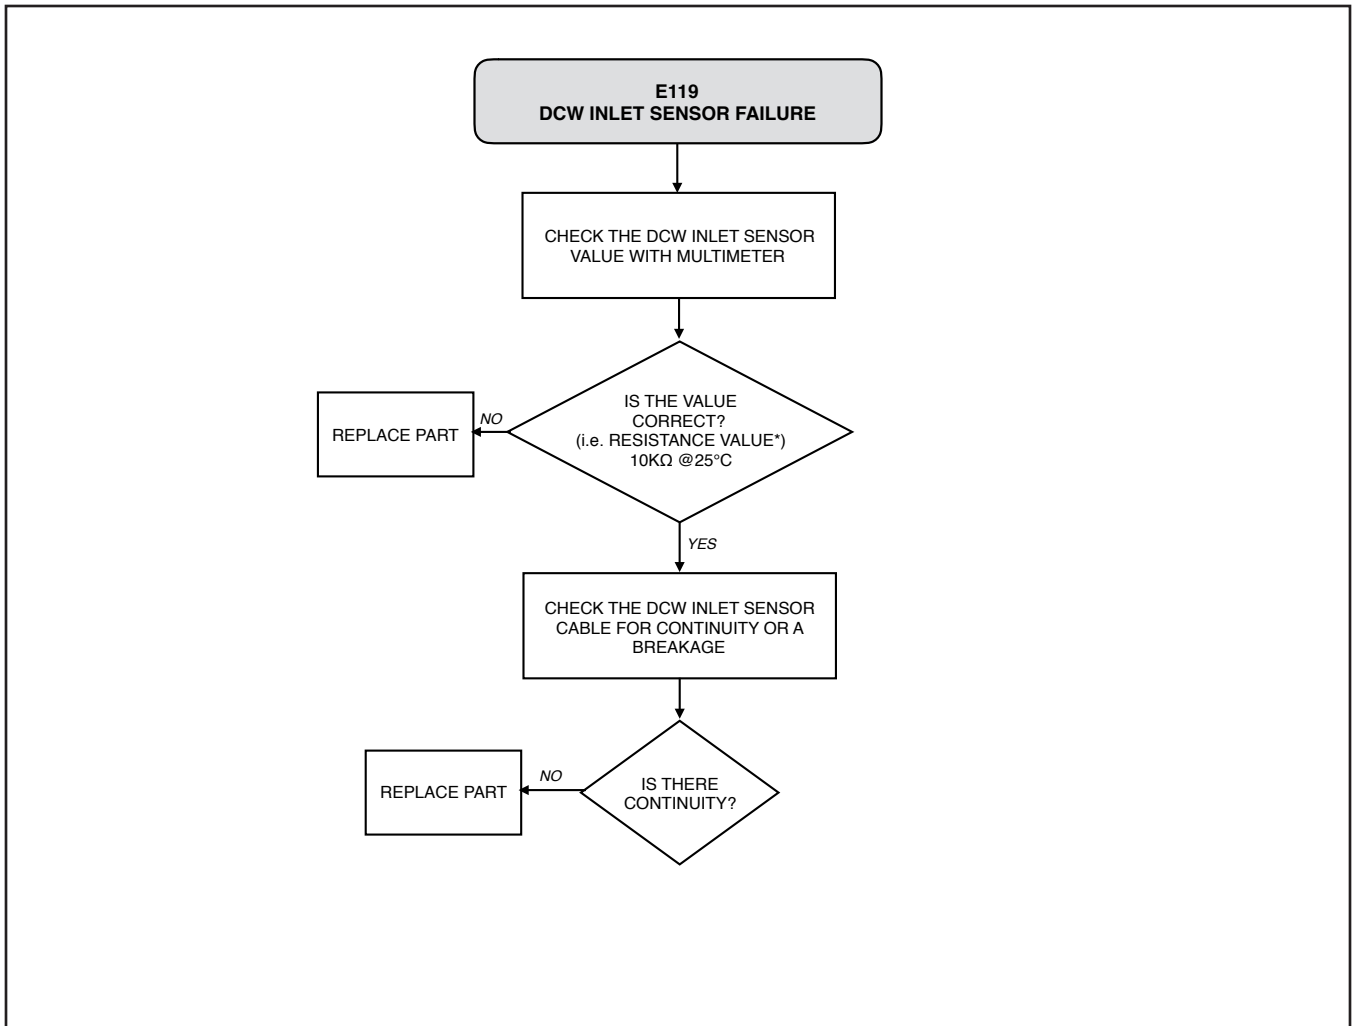 E119
DCW INLET SENSOR FAILURE
CHECK THE DCW INLET SENSOR
VALUE WITH MULTIMETER
IS THE VALUE
CORRECT?
(i.e. RESISTANCE VALUE*)
10KΩ @25°C
NO
REPLACE PART
YES
CHECK THE DCW INLET SENSOR
CABLE FOR CONTINUITY OR A
BREAKAGE
IS THERE
CONTINUITY?
NO
REPLACE PART